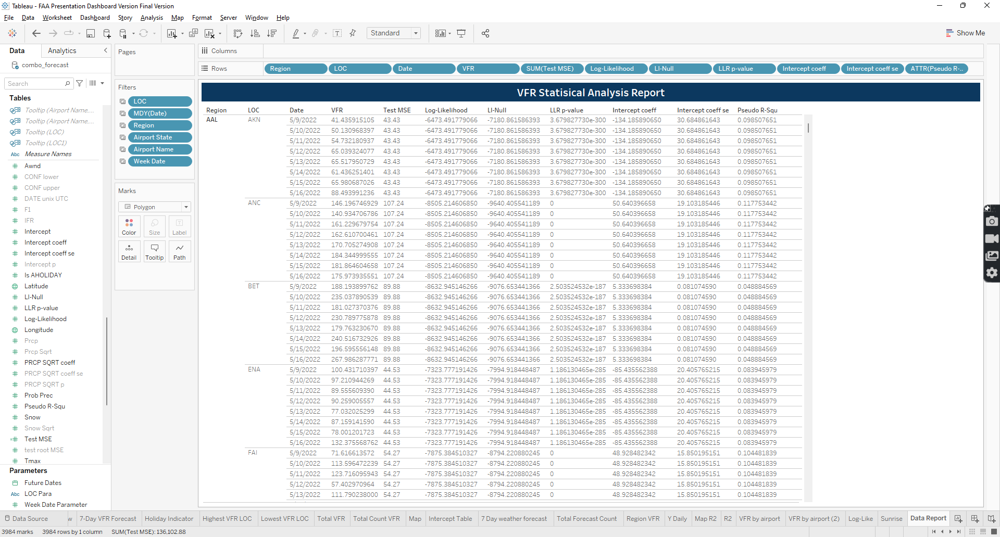 Tableau - FAA Presentation Dashboard Version Final Version
File Data Worksheet Dashboard Story Analysis Map Format Server Window Help
Standard
Show Me
Data Analytics
Pages
Columns
combo_forecast
Rows Region LOC Date VFR SUM(Test MSE) Log-Likelihood Ll-Null LLR p-value Intercept coeff Intercept coeff se ATTR(Pseudo R-..
Search
Tables
Tooltip (Airport Name,...
Tooltip (Airport Name,...
Tooltip (LOC)
Tooltip (LOC1)
Measure Names
Awnd
CONF lower
CONF upper
DATE unix UTC
F1
IFR
Intercept
Intercept coeff
Intercept coeff se
Intercept p
Is AHOLIDAY
Latitude
Ll-Null
LLR p-value
Log-Likelihood
Longitude
Prcp
Prcp Sqrt
PRCP SQRT coeff
PRCP SQRT coeff se
PRCP SQRT p
Prob Prec
Pseudo R-Squ
Snow
Snow Sqrt
Test MSE
test root MSE
Tmax
Parameters
Future Dates
LOC Para
Week Date Parameter
Filters
LOC
MDY(Date)
Region
Airport State
Airport Name
Week Date
Marks
Polygon
Color Size Label
Detail Tooltip Path
VFR Statisical Analysis Report
Region LOC Date VFR Test MSE Log-Likelihood Ll-Null LLR p-value Intercept coeff Intercept coeff se Pseudo R-Squ
AAL AKN 5/9/2022 41.435915105 43.43 -6473.491779066 -7180.861586393 3.679827730e-300 -134.185890650 30.684861643 0.098507651
5/10/2022 50.130968397 43.43 -6473.491779066 -7180.861586393 3.679827730e-300 -134.185890650 30.684861643 0.098507651
5/11/2022 54.732180937 43.43 -6473.491779066 -7180.861586393 3.679827730e-300 -134.185890650 30.684861643 0.098507651
5/12/2022 65.039324077 43.43 -6473.491779066 -7180.861586393 3.679827730e-300 -134.185890650 30.684861643 0.098507651
5/13/2022 65.517950729 43.43 -6473.491779066 -7180.861586393 3.679827730e-300 -134.185890650 30.684861643 0.098507651
5/14/2022 61.436251401 43.43 -6473.491779066 -7180.861586393 3.679827730e-300 -134.185890650 30.684861643 0.098507651
5/15/2022 65.980687026 43.43 -6473.491779066 -7180.861586393 3.679827730e-300 -134.185890650 30.684861643 0.098507651
5/16/2022 88.493991236 43.43 -6473.491779066 -7180.861586393 3.679827730e-300 -134.185890650 30.684861643 0.098507651
ANC 5/9/2022 146.196746929 107.24 -8505.214606850 -9640.405541189 0 50.640396658 19.103185446 0.117753442
5/10/2022 140.934706786 107.24 -8505.214606850 -9640.405541189 0 50.640396658 19.103185446 0.117753442
5/11/2022 161.229679754 107.24 -8505.214606850 -9640.405541189 0 50.640396658 19.103185446 0.117753442
5/12/2022 162.610700461 107.24 -8505.214606850 -9640.405541189 0 50.640396658 19.103185446 0.117753442
5/13/2022 170.705274908 107.24 -8505.214606850 -9640.405541189 0 50.640396658 19.103185446 0.117753442
5/14/2022 184.344999555 107.24 -8505.214606850 -9640.405541189 0 50.640396658 19.103185446 0.117753442
5/15/2022 181.864604658 107.24 -8505.214606850 -9640.405541189 0 50.640396658 19.103185446 0.117753442
5/16/2022 175.973935551 107.24 -8505.214606850 -9640.405541189 0 50.640396658 19.103185446 0.117753442
BET 5/9/2022 188.193899762 89.88 -8632.945146266 -9076.653441366 2.503524532e-187 5.333698384 0.081074590 0.048884569
5/10/2022 235.037890539 89.88 -8632.945146266 -9076.653441366 2.503524532e-187 5.333698384 0.081074590 0.048884569
5/11/2022 181.027370376 89.88 -8632.945146266 -9076.653441366 2.503524532e-187 5.333698384 0.081074590 0.048884569
5/12/2022 230.789775878 89.88 -8632.945146266 -9076.653441366 2.503524532e-187 5.333698384 0.081074590 0.048884569
5/13/2022 179.763230670 89.88 -8632.945146266 -9076.653441366 2.503524532e-187 5.333698384 0.081074590 0.048884569
5/14/2022 240.516732926 89.88 -8632.945146266 -9076.653441366 2.503524532e-187 5.333698384 0.081074590 0.048884569
5/15/2022 196.595556148 89.88 -8632.945146266 -9076.653441366 2.503524532e-187 5.333698384 0.081074590 0.048884569
5/16/2022 267.986287771 89.88 -8632.945146266 -9076.653441366 2.503524532e-187 5.333698384 0.081074590 0.048884569
ENA 5/9/2022 100.431710397 44.53 -7323.777191426 -7994.918448487 1.186130465e-285 -85.435562388 20.405765215 0.083945979
5/10/2022 97.210944269 44.53 -7323.777191426 -7994.918448487 1.186130465e-285 -85.435562388 20.405765215 0.083945979
5/11/2022 89.555609390 44.53 -7323.777191426 -7994.918448487 1.186130465e-285 -85.435562388 20.405765215 0.083945979
5/12/2022 90.259005557 44.53 -7323.777191426 -7994.918448487 1.186130465e-285 -85.435562388 20.405765215 0.083945979
5/13/2022 77.032025299 44.53 -7323.777191426 -7994.918448487 1.186130465e-285 -85.435562388 20.405765215 0.083945979
5/14/2022 87.159141590 44.53 -7323.777191426 -7994.918448487 1.186130465e-285 -85.435562388 20.405765215 0.083945979
5/15/2022 78.001201723 44.53 -7323.777191426 -7994.918448487 1.186130465e-285 -85.435562388 20.405765215 0.083945979
5/16/2022 132.375568762 44.53 -7323.777191426 -7994.918448487 1.186130465e-285 -85.435562388 20.405765215 0.083945979
FAI 5/9/2022 71.616613572 54.27 -7875.384510327 -8794.220880245 0 48.928482342 15.850195151 0.104481839
5/10/2022 113.596472239 54.27 -7875.384510327 -8794.220880245 0 48.928482342 15.850195151 0.104481839
5/11/2022 123.716095943 54.27 -7875.384510327 -8794.220880245 0 48.928482342 15.850195151 0.104481839
5/12/2022 57.402970964 54.27 -7875.384510327 -8794.220880245 0 48.928482342 15.850195151 0.104481839
5/13/2022 111.790238000 54.27 -7875.384510327 -8794.220880245 0 48.928482342 15.850195151 0.104481839
Data Source w 7-Day VFR Forecast Holiday Indicator Highest VFR LOC Lowest VFR LOC Total VFR Total Count VFR Map Intercept Table 7 Day weather forecast Total Forecast Count Region VFR Y Daily Map R2 R2 VFR by airport VFR by airport (2) Log-Like Sunrise Data Report
3984 marks 3984 rows by 1 column SUM(Test MSE): 136,102.88